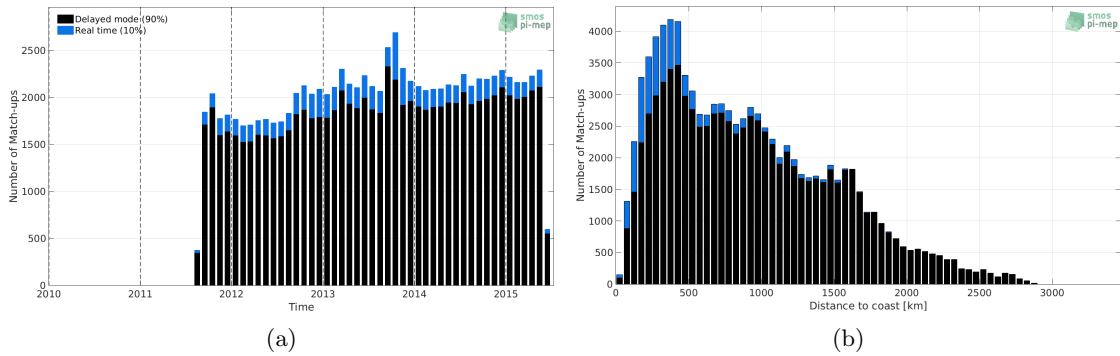 Delayed mode (90%)
Real time (10%)
smos
pi-mep
Number of Match-ups
2500
2000
1500
1000
500
0
2010
2011
2012
2013
2014
2015
Time
(a)
smos
pi-mep
Number of Match-ups
4000
3500
3000
2500
2000
1500
1000
500
0
0
500
1000
1500
2000
2500
3000
Distance to coast [km]
(b)